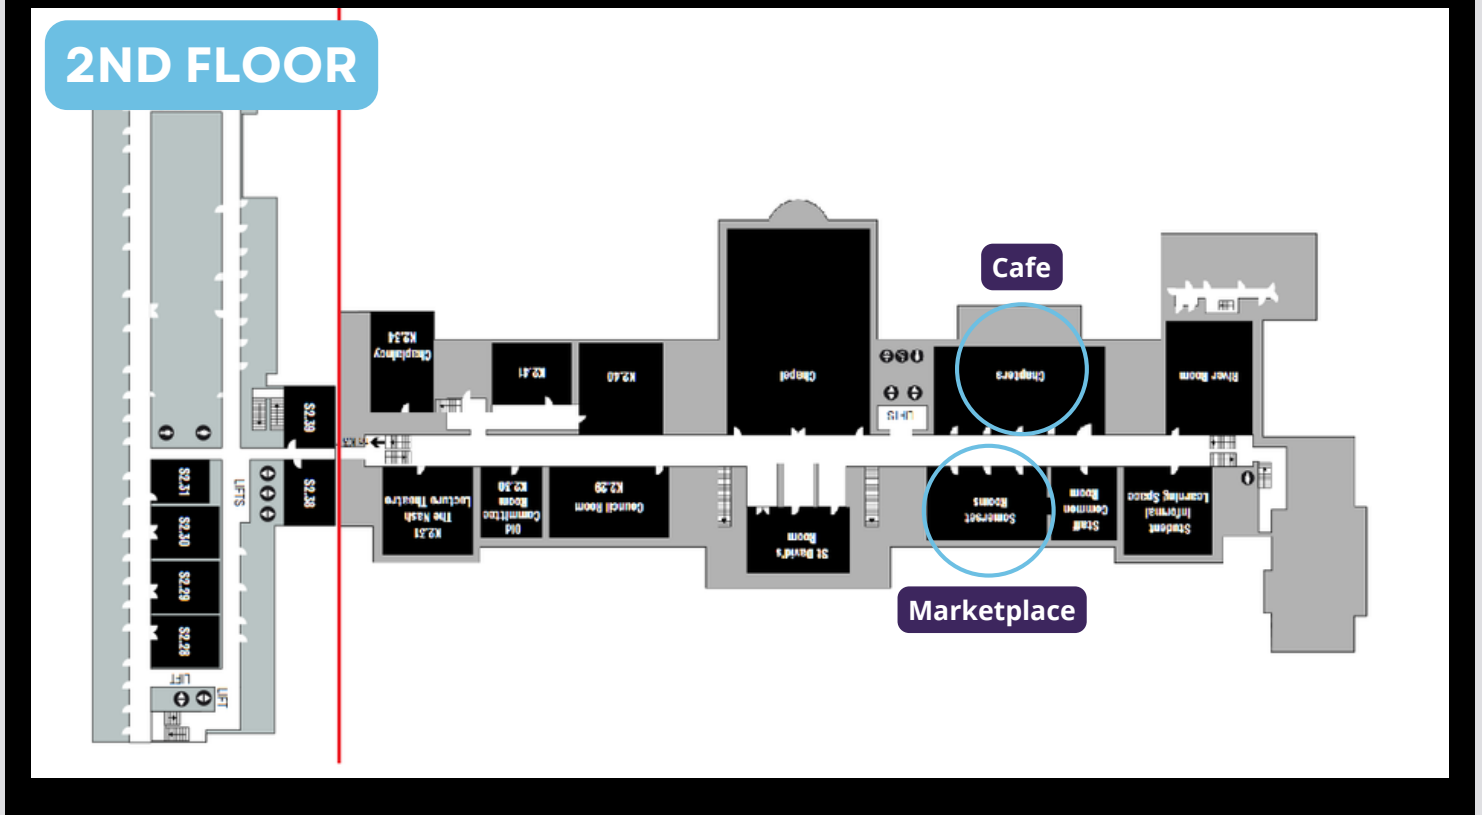 2ND FLOOR
Cafe
K2.34
Chaplaincy
K2.41
K2.40
Chapel
Chapters
River Room
LIFTS
S2.39
S2.38
S2.31
S2.30
S2.29
S2.28
LIFTS
LIFT
LIFT
K2.31
The Nash
Lecture Theatre
Old
Committee
Room
K2.30
Council Room
K2.29
St David's
Room
Somerset
Rooms
Staff
Common
Room
Student
Informal
Learning Space
Marketplace